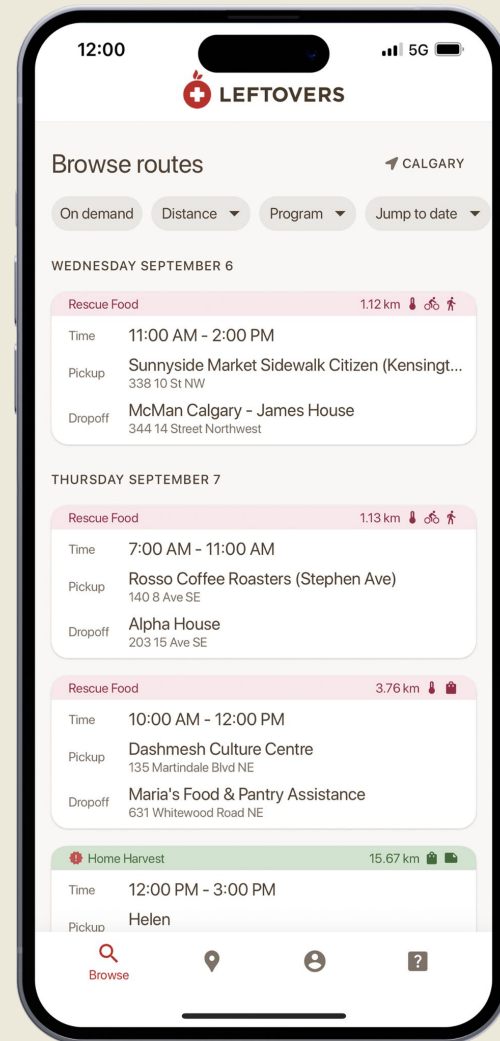 12:00
5G
LEFTOVERS
Browse routes
CALGARY
On demand Distance Program Jump to date
WEDNESDAY SEPTEMBER 6
Rescue Food 1.12 km
Time 11:00 AM - 2:00 PM
Pickup Sunnyside Market Sidewalk Citizen (Kensingt...
338 10 St NW
Dropoff McMan Calgary - James House
344 14 Street Northwest
THURSDAY SEPTEMBER 7
Rescue Food 1.13 km
Time 7:00 AM - 11:00 AM
Pickup Rosso Coffee Roasters (Stephen Ave)
140 8 Ave SE
Dropoff Alpha House
203 15 Ave SE
Rescue Food 3.76 km
Time 10:00 AM - 12:00 PM
Pickup Dashmesh Culture Centre
135 Martindale Blvd NE
Dropoff Maria's Food & Pantry Assistance
631 Whitewood Road NE
Home Harvest 15.67 km
Time 12:00 PM - 3:00 PM
Pickup Helen
Browse
?